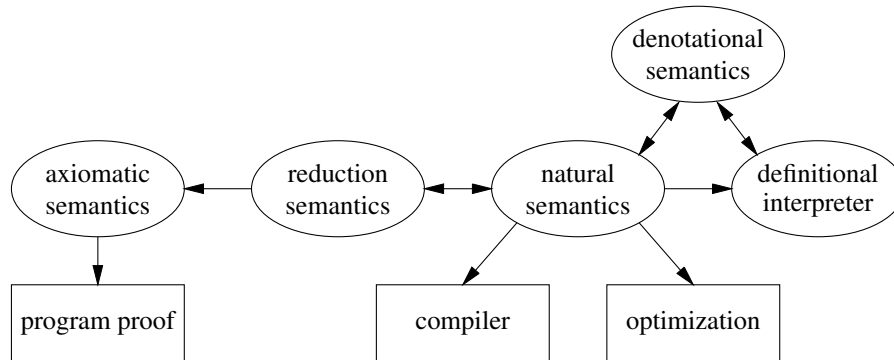 denotational
semantics
axiomatic
semantics
reduction
semantics
natural
semantics
definitional
interpreter
program proof
compiler
optimization